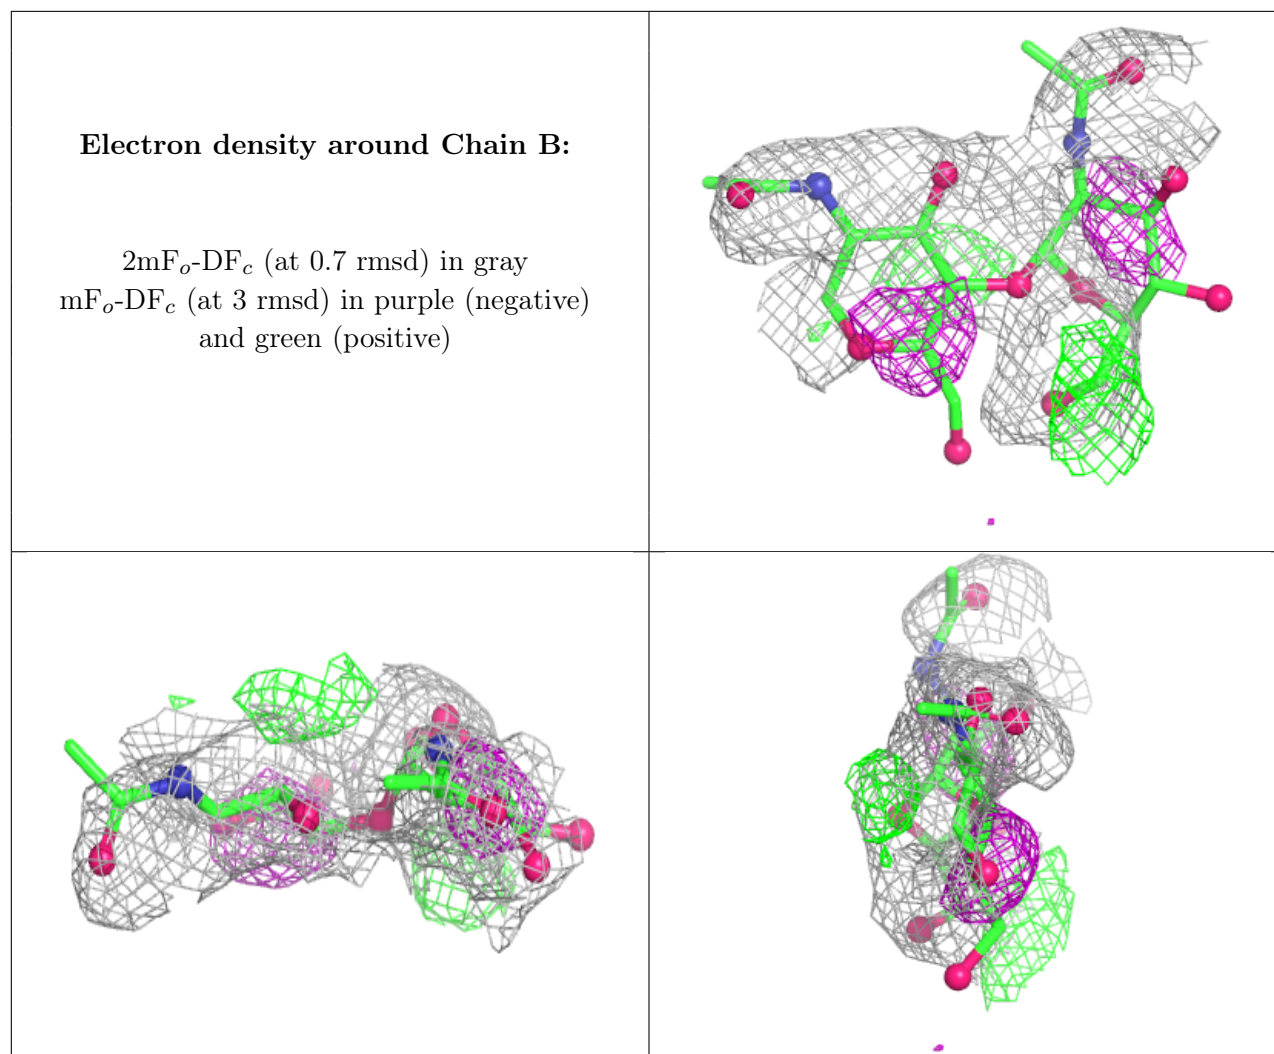 Electron density around Chain B:
2mFₒ-DF𝒸 (at 0.7 rmsd) in gray
mFₒ-DF𝒸 (at 3 rmsd) in purple (negative)
and green (positive)